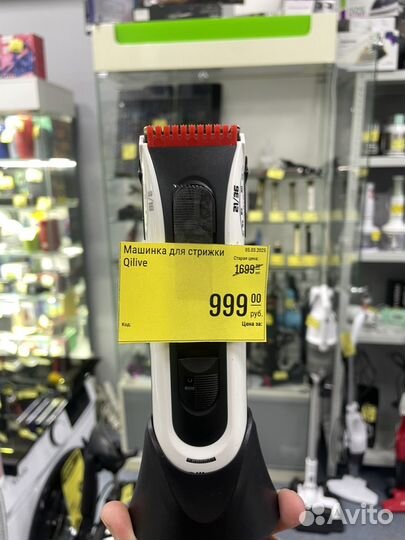 21/36
05.03.2025
Машинка для стрижки
Qilive
Старая цена:
1699.00
999.00
руб.
Код:
Цена за:
Avito